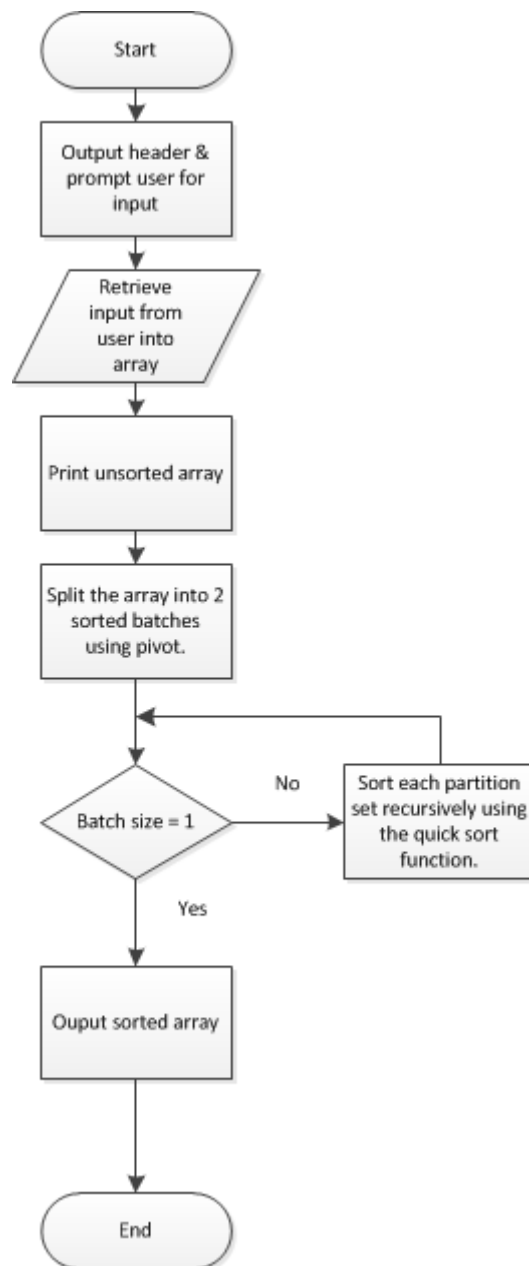 Start
Output header &
prompt user for
input
Retrieve
input from
user into
array
Print unsorted array
Split the array into 2
sorted batches
using pivot.
Batch size = 1
No
Sort each partition
set recursively using
the quick sort
function.
Yes
Ouput sorted array
End